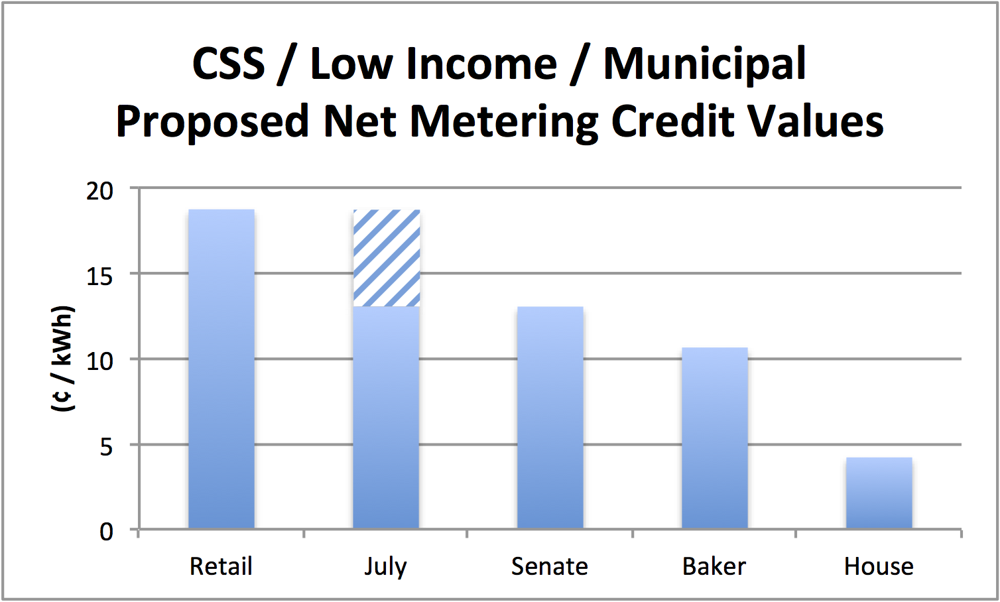 CSS / Low Income / Municipal
Proposed Net Metering Credit Values
20
15
10
5
0
(¢ / kWh)
Retail
July
Senate
Baker
House